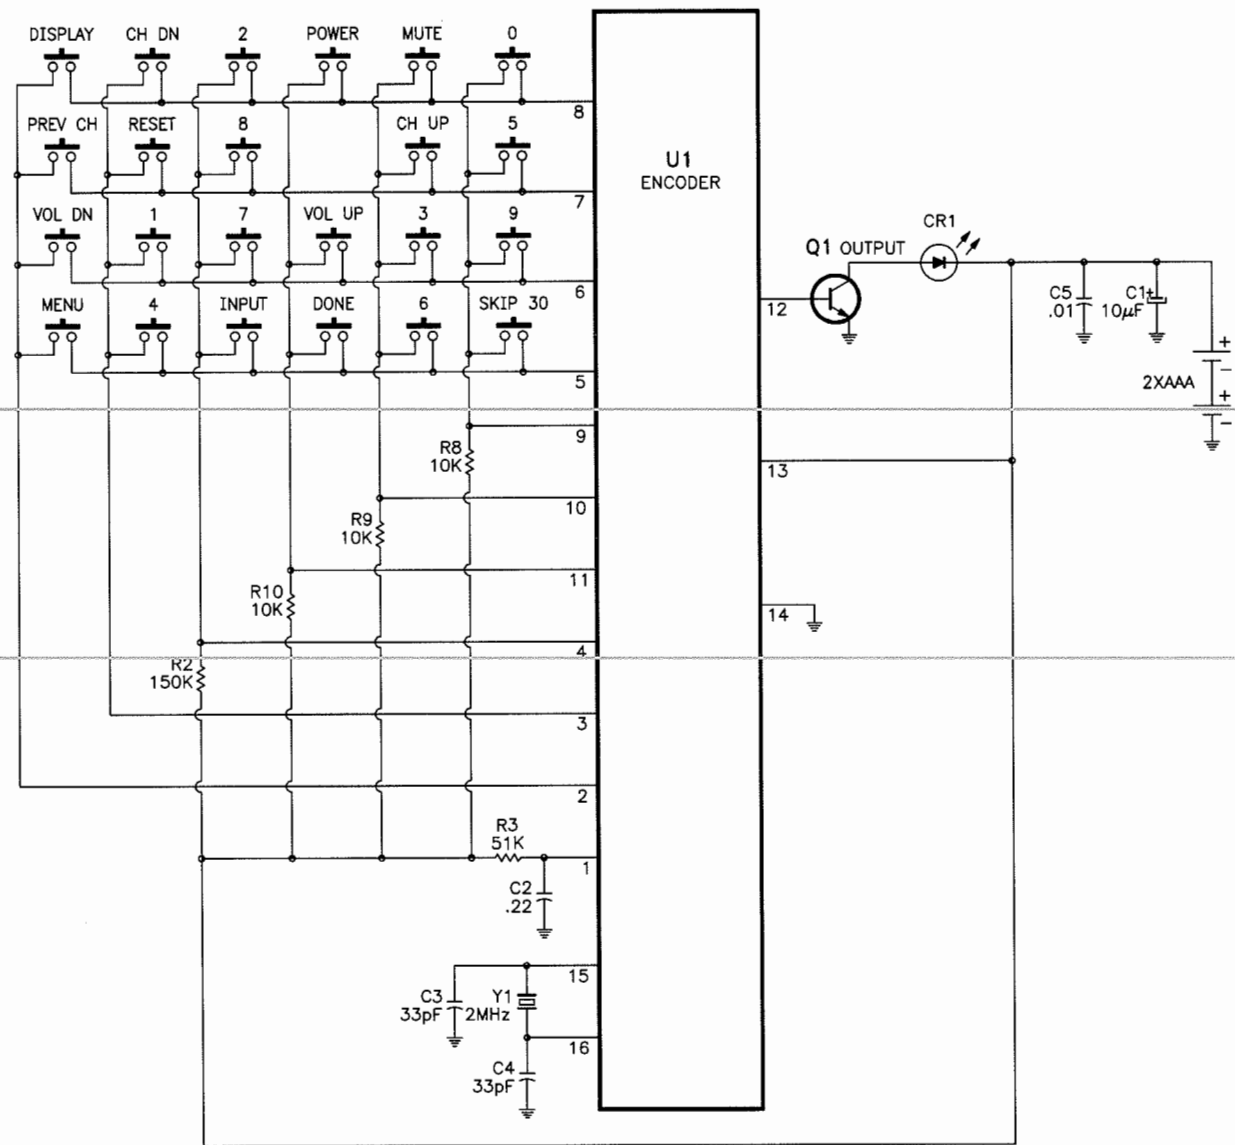 DISPLAY CH DN 2 POWER MUTE 0
8
PREV CH RESET 8 CH UP 5
7
VOL DN 1 7 VOL UP 3 9
6
MENU 4 INPUT DONE 6 SKIP 30
5
U1
ENCODER
CR1
Q1 OUTPUT
12
C5
.01
C1 +
10µF
+
−
2XAAA
+
−
9
R8
10K
13
10
R9
10K
11
R10
10K
14
4
R2
150K
3
2
R3
51K
1
C2
.22
15
C3
33pF
Y1
2MHz
16
C4
33pF